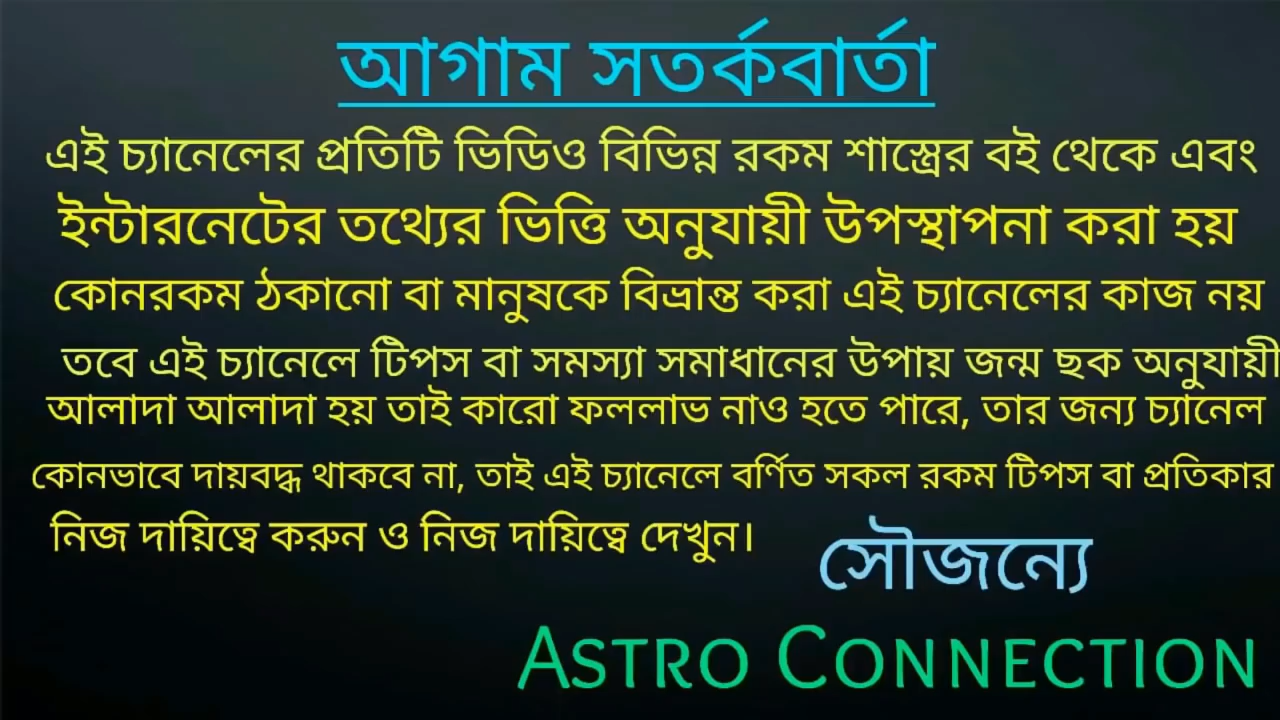 আগাম সতর্কবার্তা
এই চ্যানেলের প্রতিটি ভিডিও বিভিন্ন রকম শাস্ত্রের বই থেকে এবং
ইন্টারনেটের তথ্যের ভিত্তি অনুযায়ী উপস্থাপনা করা হয়
কোনরকম ঠকানো বা মানুষকে বিভ্রান্ত করা এই চ্যানেলের কাজ নয়
তবে এই চ্যানেলে টিপস বা সমস্যা সমাধানের উপায় জন্ম ছক অনুযায়ী
আলাদা আলাদা হয় তাই কারো ফললাভ নাও হতে পারে, তার জন্য চ্যানেল
কোনভাবে দায়বদ্ধ থাকবে না, তাই এই চ্যানেলে বর্ণিত সকল রকম টিপস বা প্রতিকার
নিজ দায়িত্বে করুন ও নিজ দায়িত্বে দেখুন।
সৌজন্যে
ASTRO CONNECTION